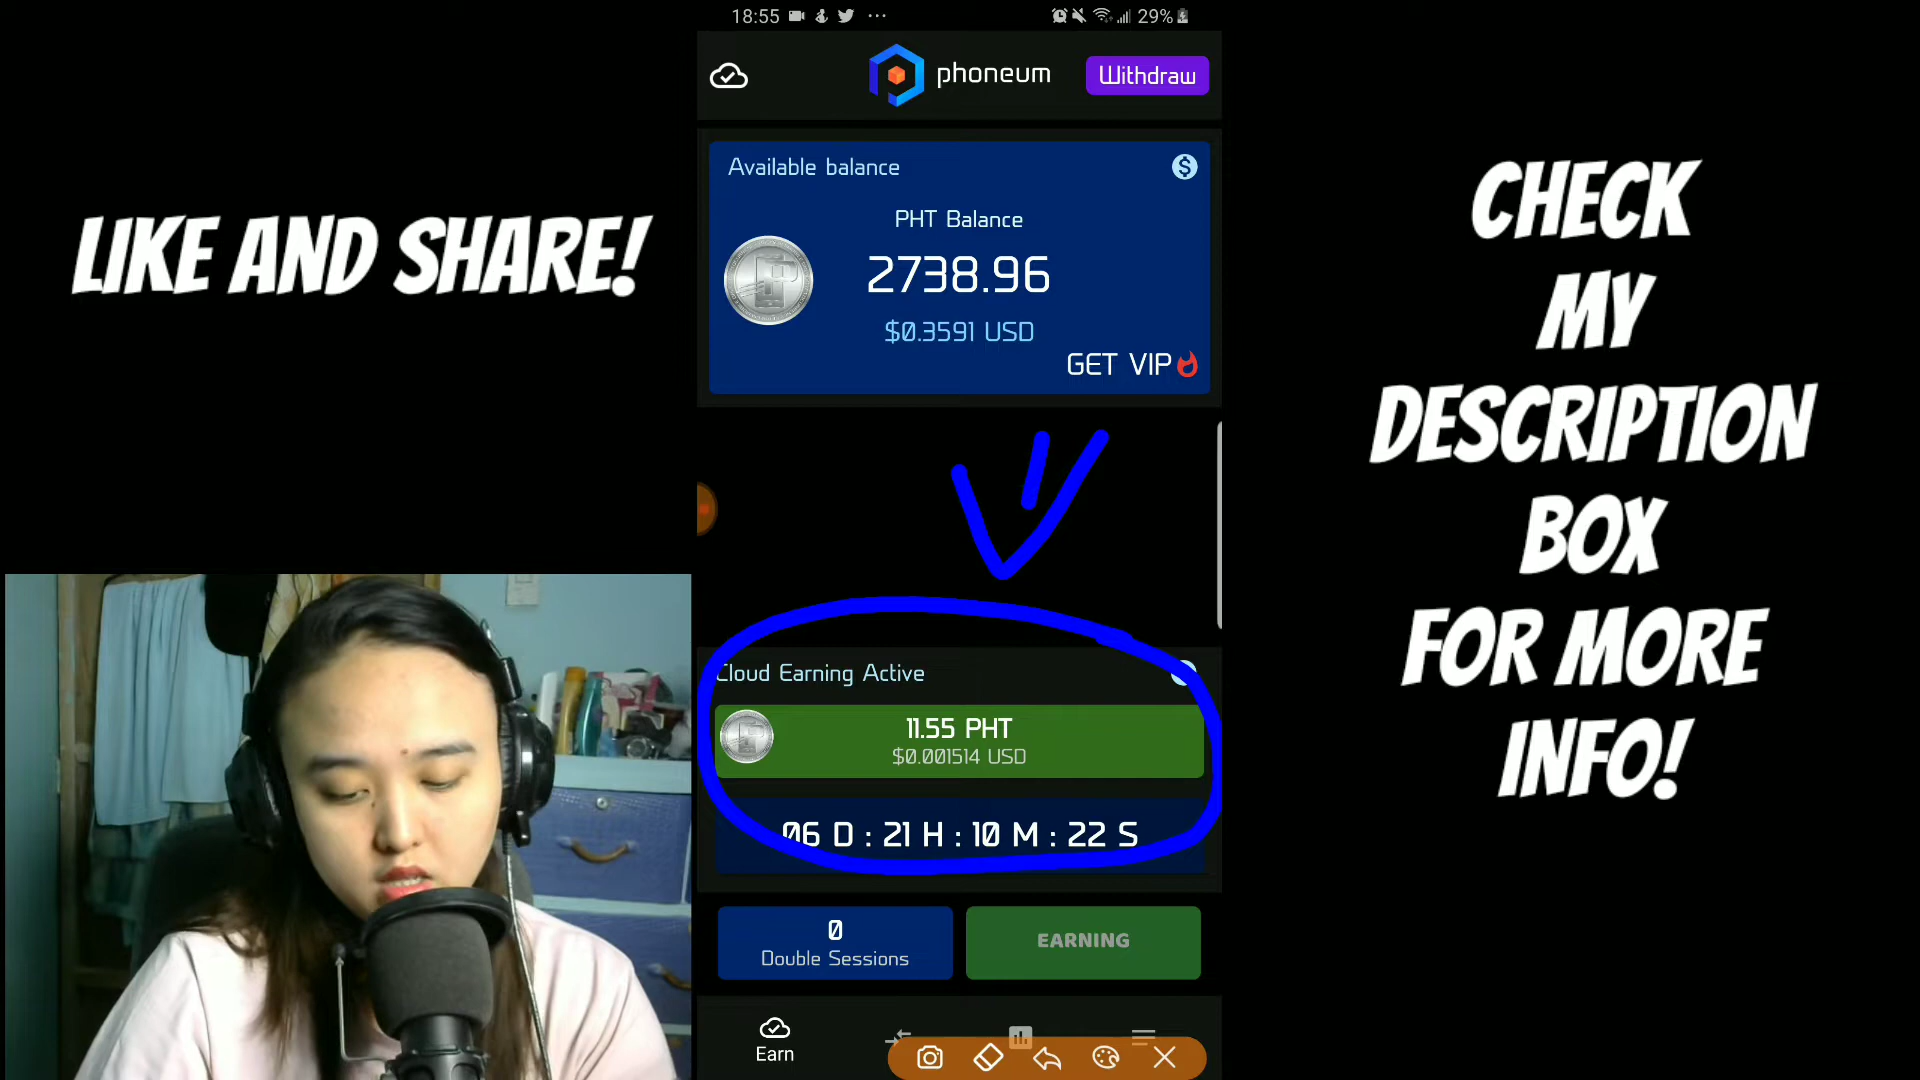 18:55
29%
phoneum
Withdraw
Available balance
PHT Balance
2738.96
$0.3591 USD
GET VIP
LIKE AND SHARE!
CHECK
MY
DESCRIPTION
BOX
FOR MORE
INFO!
Cloud Earning Active
11.55 PHT
$0.001514 USD
06 D : 21 H : 10 M : 22 S
0
Double Sessions
EARNING
Earn